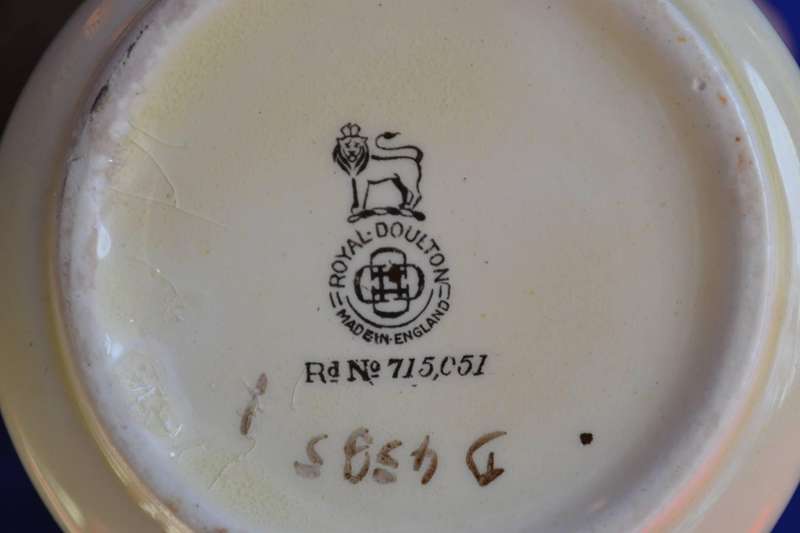 ROYAL·DOULTON
MADE IN·ENGLAND
Rd No 715,051
D 4585